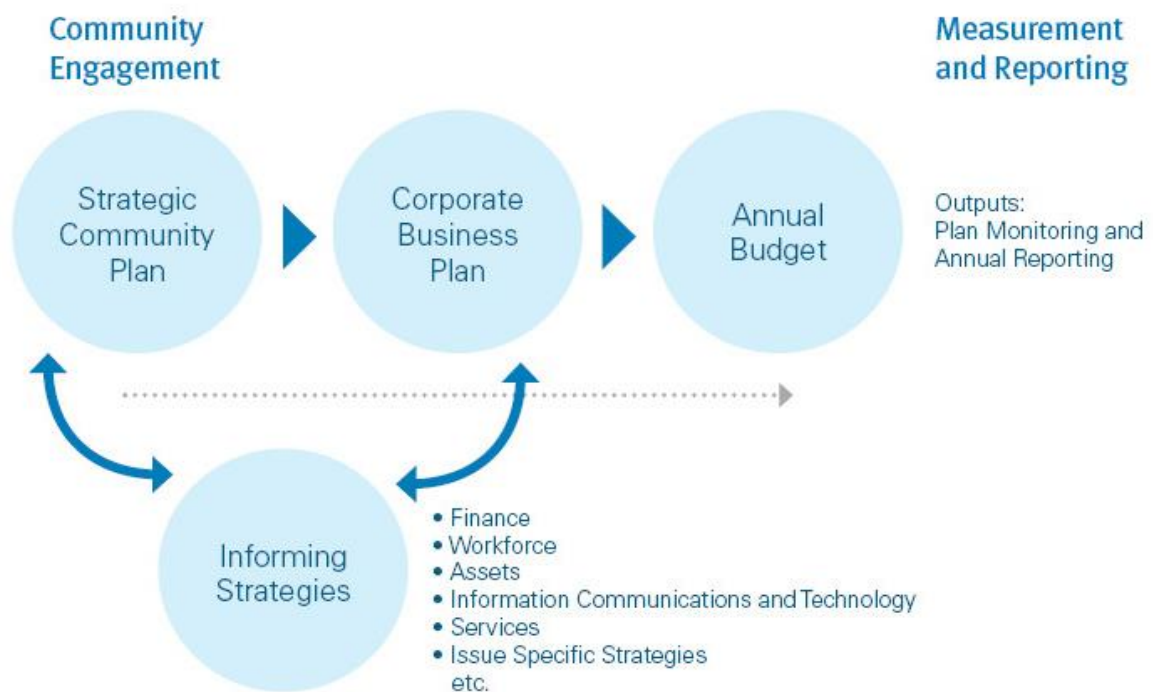 Community
Engagement
Measurement
and Reporting
Strategic
Community
Plan
Corporate
Business
Plan
Annual
Budget
Outputs:
Plan Monitoring and
Annual Reporting
Informing
Strategies
• Finance
• Workforce
• Assets
• Information Communications and Technology
• Services
• Issue Specific Strategies
etc.